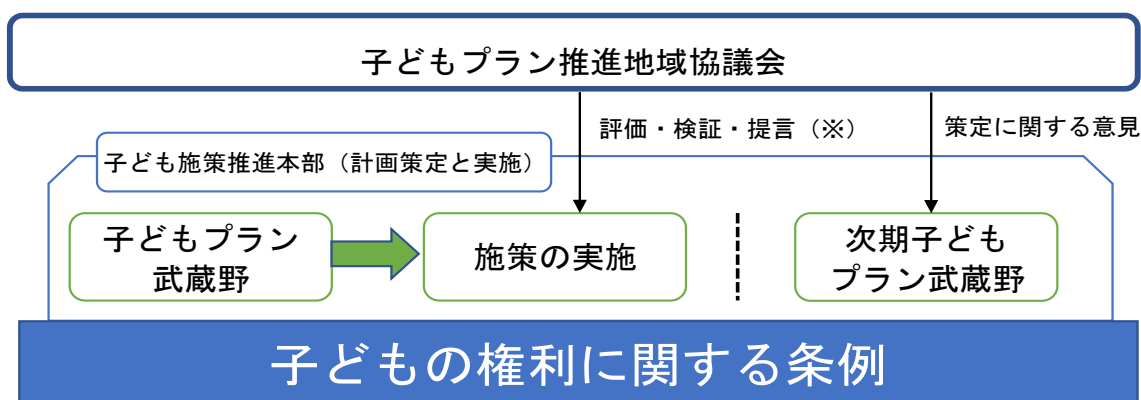 子どもプラン推進地域協議会
評価・検証・提言（※）
策定に関する意見
子ども施策推進本部（計画策定と実施）
子どもプラン
武蔵野
施策の実施
次期子ども
プラン武蔵野
子どもの権利に関する条例